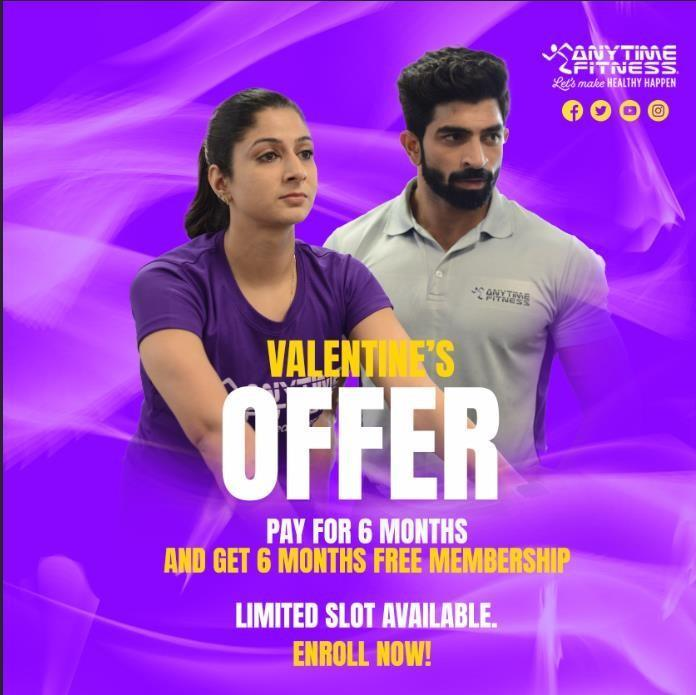 ANYTIME
FITNESS
Let's make HEALTHY HAPPEN
ANYTIME
FITNESS
VALENTINE'S
ANYTIME
OFFER
PAY FOR 6 MONTHS
AND GET 6 MONTHS FREE MEMBERSHIP
LIMITED SLOT AVAILABLE.
ENROLL NOW!